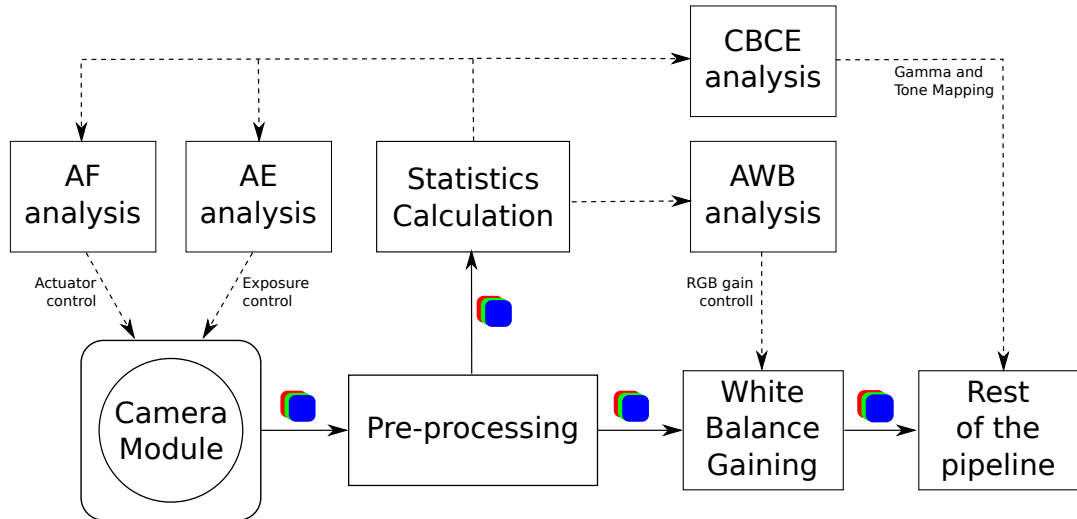 CBCE
analysis
Gamma and
Tone Mapping
AF
analysis
AE
analysis
Statistics
Calculation
AWB
analysis
Actuator
control
Exposure
control
RGB gain
controll
Camera
Module
Pre-processing
White
Balance
Gaining
Rest
of the
pipeline